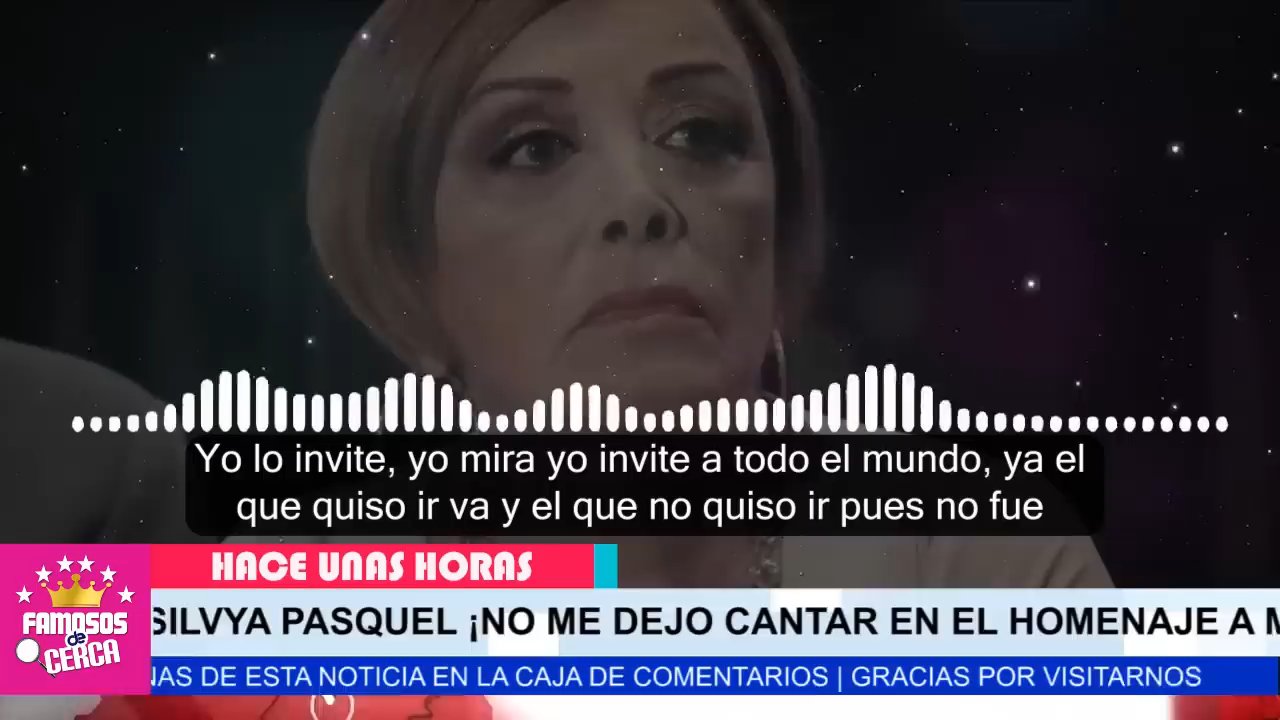 Yo lo invite, yo mira yo invite a todo el mundo, ya el
que quiso ir va y el que no quiso ir pues no fue
HACE UNAS HORAS
SILVYA PASQUEL ¡NO ME DEJO CANTAR EN EL HOMENAJE A
NAS DE ESTA NOTICIA EN LA CAJA DE COMENTARIOS | GRACIAS POR VISITARNOS
FAMOSOS
de
CERCA